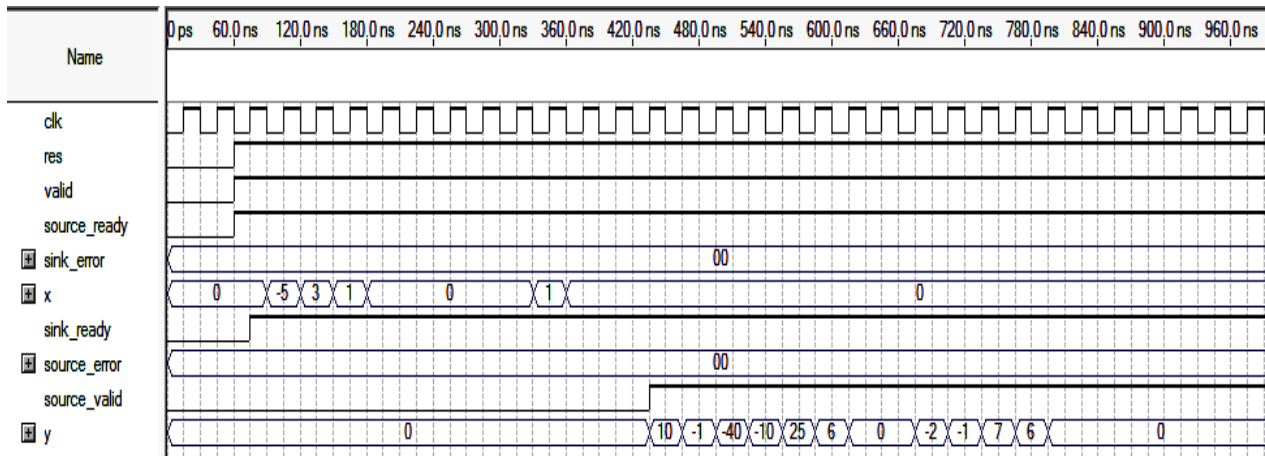 Name
0 ps 60.0 ns 120.0 ns 180.0 ns 240.0 ns 300.0 ns 360.0 ns 420.0 ns 480.0 ns 540.0 ns 600.0 ns 660.0 ns 720.0 ns 780.0 ns 840.0 ns 900.0 ns 960.0 ns
clk
res
valid
source_ready
sink_error 00
x 0 -5 3 1 0 1 0
sink_ready
source_error 00
source_valid
y 0 10 -1 -40 -10 25 6 0 -2 -1 7 6 0